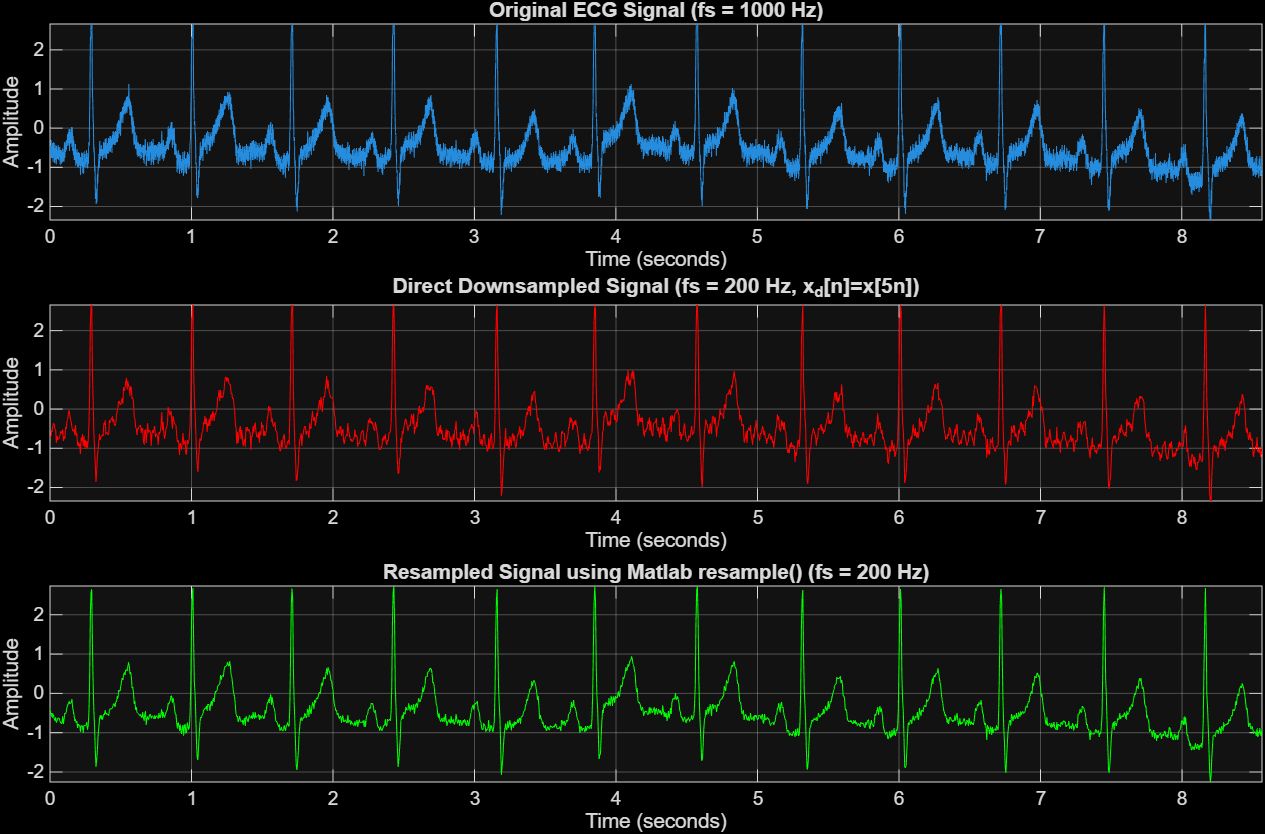 Original ECG Signal (fs = 1000 Hz)
Amplitude
2
1
0
-1
-2
0 1 2 3 4 5 6 7 8
Time (seconds)
Direct Downsampled Signal (fs = 200 Hz, x_d[n]=x[5n])
Amplitude
2
1
0
-1
-2
0 1 2 3 4 5 6 7 8
Time (seconds)
Resampled Signal using Matlab resample() (fs = 200 Hz)
Amplitude
2
1
0
-1
-2
0 1 2 3 4 5 6 7 8
Time (seconds)